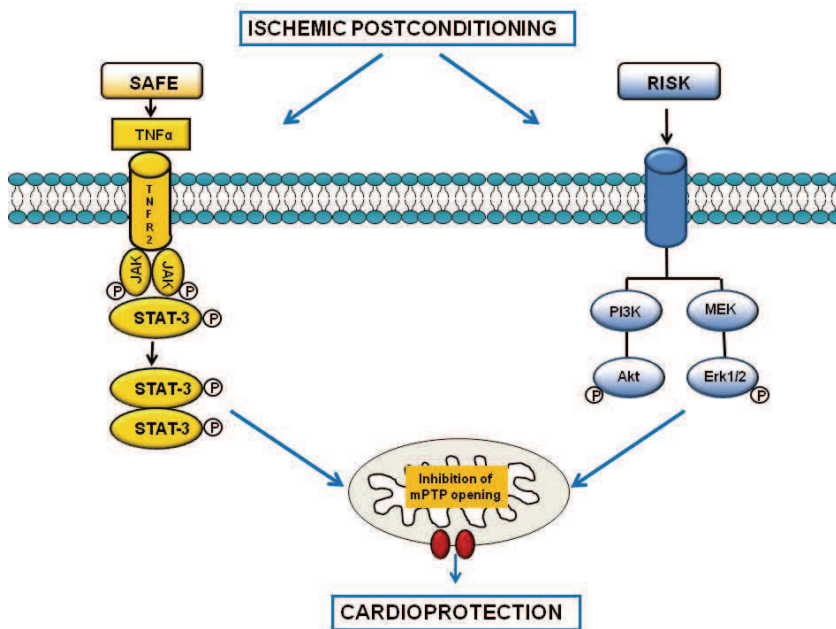 ISCHEMIC POSTCONDITIONING
SAFE
RISK
TNFα
TNFR2
JAK
JAK
P
P
STAT-3
P
STAT-3
P
STAT-3
P
PI3K
MEK
Akt
P
Erk1/2
P
Inhibition of
mPTP opening
CARDIOPROTECTION